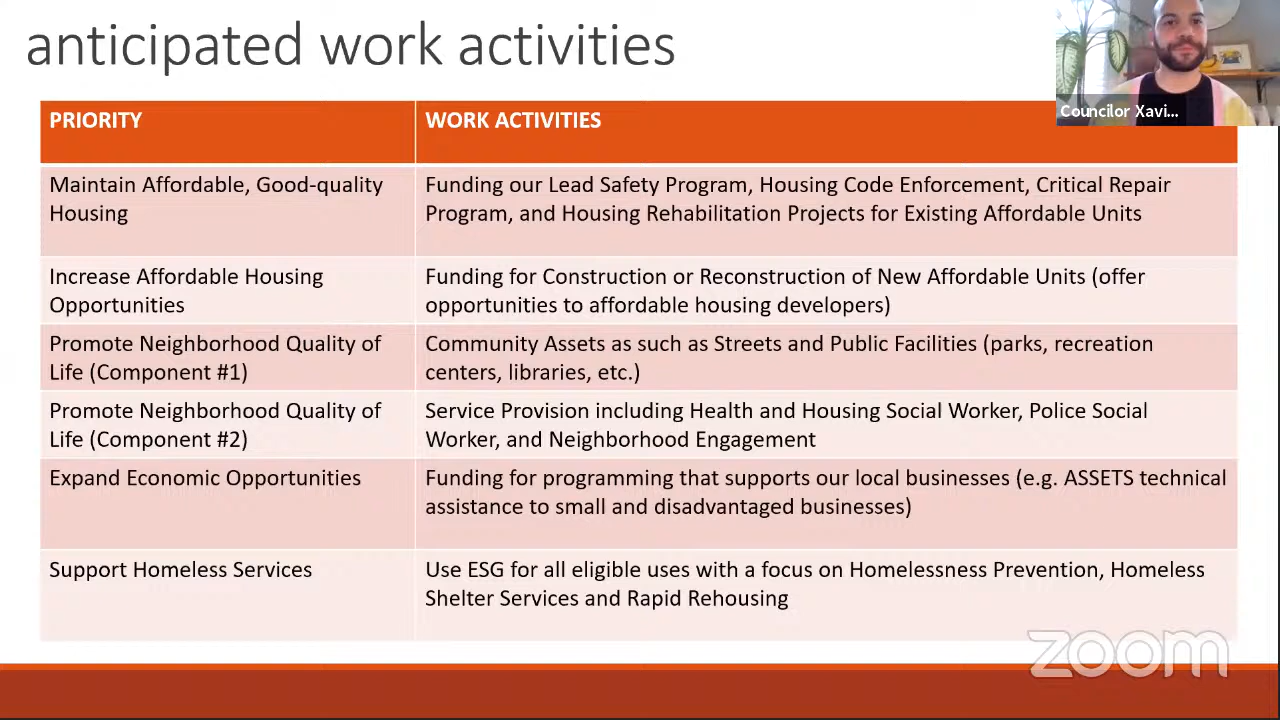 anticipated work activities
Councilor Xavi...
PRIORITY
WORK ACTIVITIES
Maintain Affordable, Good-quality
Housing
Funding our Lead Safety Program, Housing Code Enforcement, Critical Repair
Program, and Housing Rehabilitation Projects for Existing Affordable Units
Increase Affordable Housing
Opportunities
Funding for Construction or Reconstruction of New Affordable Units (offer
opportunities to affordable housing developers)
Promote Neighborhood Quality of
Life (Component #1)
Community Assets as such as Streets and Public Facilities (parks, recreation
centers, libraries, etc.)
Promote Neighborhood Quality of
Life (Component #2)
Service Provision including Health and Housing Social Worker, Police Social
Worker, and Neighborhood Engagement
Expand Economic Opportunities
Funding for programming that supports our local businesses (e.g. ASSETS technical
assistance to small and disadvantaged businesses)
Support Homeless Services
Use ESG for all eligible uses with a focus on Homelessness Prevention, Homeless
Shelter Services and Rapid Rehousing
zoom